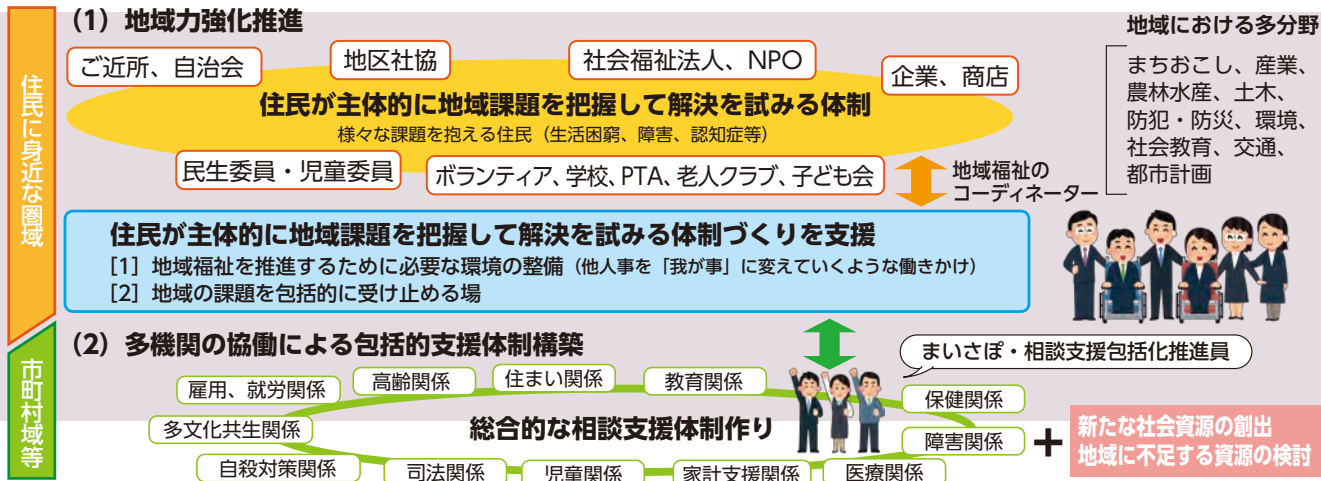 住民に身近な圏域
(1)地域力強化推進
ご近所、自治会
地区社協
社会福祉法人、NPO
企業、商店
住民が主体的に地域課題を把握して解決を試みる体制
様々な課題を抱える住民(生活困窮、障害、認知症等)
民生委員・児童委員
ボランティア、学校、PTA、老人クラブ、子ども会
地域福祉の
コーディネーター
地域における多分野
まちおこし、産業、
農林水産、土木、
防犯・防災、環境、
社会教育、交通、
都市計画
住民が主体的に地域課題を把握して解決を試みる体制づくりを支援
[1] 地域福祉を推進するために必要な環境の整備(他人事を「我が事」に変えていくような働きかけ)
[2] 地域の課題を包括的に受け止める場
市町村域等
(2)多機関の協働による包括的支援体制構築
まいさぽ・相談支援包括化推進員
雇用、就労関係
高齢関係
住まい関係
教育関係
保健関係
多文化共生関係
総合的な相談支援体制作り
障害関係
自殺対策関係
司法関係
児童関係
家計支援関係
医療関係
+
新たな社会資源の創出
地域に不足する資源の検討